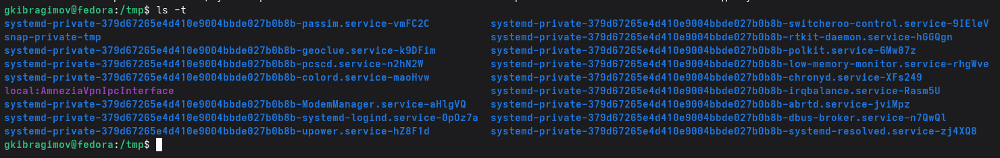 gkibragimov@fedora:/tmp$ ls -t
systemd-private-379d67265e4d410e9004bbde027b0b8b-passim.service-vmFC2C systemd-private-379d67265e4d410e9004bbde027b0b8b-switcheroo-control.service-9IEleV
snap-private-tmp systemd-private-379d67265e4d410e9004bbde027b0b8b-rtkit-daemon.service-hGGQgn
systemd-private-379d67265e4d410e9004bbde027b0b8b-geoclue.service-k9DFim systemd-private-379d67265e4d410e9004bbde027b0b8b-polkit.service-6Mw87z
systemd-private-379d67265e4d410e9004bbde027b0b8b-pcscd.service-n2hN2W systemd-private-379d67265e4d410e9004bbde027b0b8b-low-memory-monitor.service-rhgWve
systemd-private-379d67265e4d410e9004bbde027b0b8b-colord.service-maoHvw systemd-private-379d67265e4d410e9004bbde027b0b8b-chronyd.service-XFs249
local:AmneziaVpnIpcInterface systemd-private-379d67265e4d410e9004bbde027b0b8b-irqbalance.service-Rasm5U
systemd-private-379d67265e4d410e9004bbde027b0b8b-ModemManager.service-aHlgVQ systemd-private-379d67265e4d410e9004bbde027b0b8b-abrtd.service-jviMpz
systemd-private-379d67265e4d410e9004bbde027b0b8b-systemd-logind.service-0pOz7a systemd-private-379d67265e4d410e9004bbde027b0b8b-dbus-broker.service-n7QwQl
systemd-private-379d67265e4d410e9004bbde027b0b8b-upower.service-hZ8F1d systemd-private-379d67265e4d410e9004bbde027b0b8b-systemd-resolved.service-zj4XQ8
gkibragimov@fedora:/tmp$